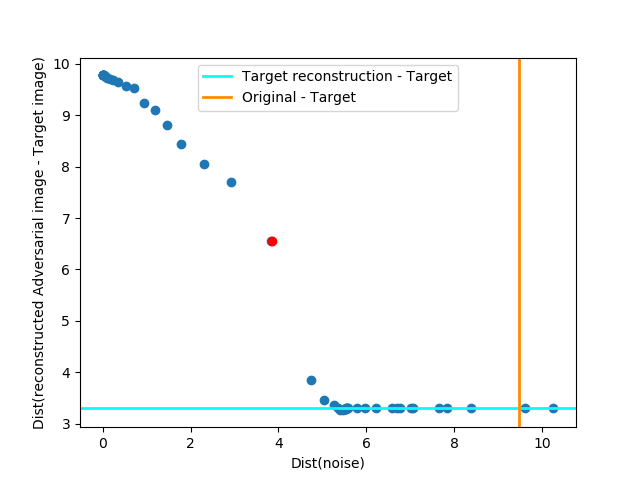 Target reconstruction - Target
Original - Target
10
9
8
7
6
5
4
3
Dist(reconstructed Adversarial image - Target image)
0 2 4 6 8 10
Dist(noise)